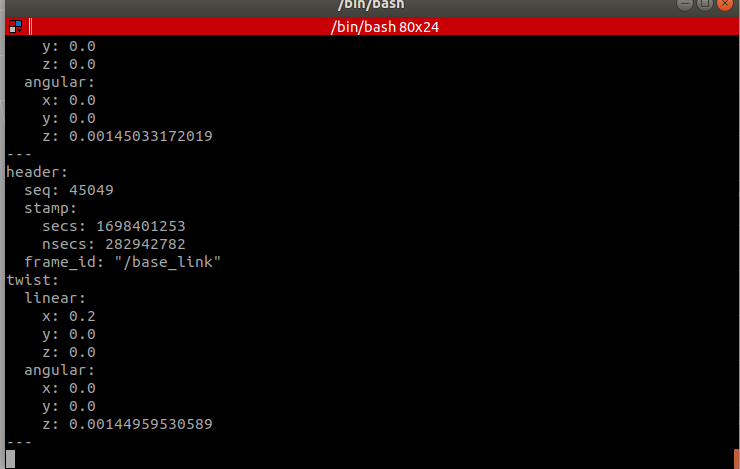 /bin/bash
/bin/bash 80x24
y: 0.0
z: 0.0
angular:
x: 0.0
y: 0.0
z: 0.00145033172019
---
header:
seq: 45049
stamp:
secs: 1698401253
nsecs: 282942782
frame_id: "/base_link"
twist:
linear:
x: 0.2
y: 0.0
z: 0.0
angular:
x: 0.0
y: 0.0
z: 0.00144959530589
---